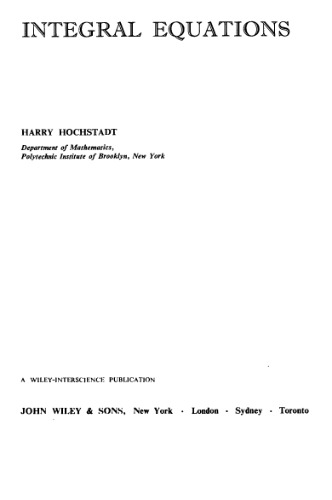 INTEGRAL EQUATIONS
HARRY HOCHSTADT
Department of Mathematics,
Polytechnic Institute of Brooklyn, New York
A WILEY-INTERSCIENCE PUBLICATION
JOHN WILEY & SONS, New York · London · Sydney · Toronto